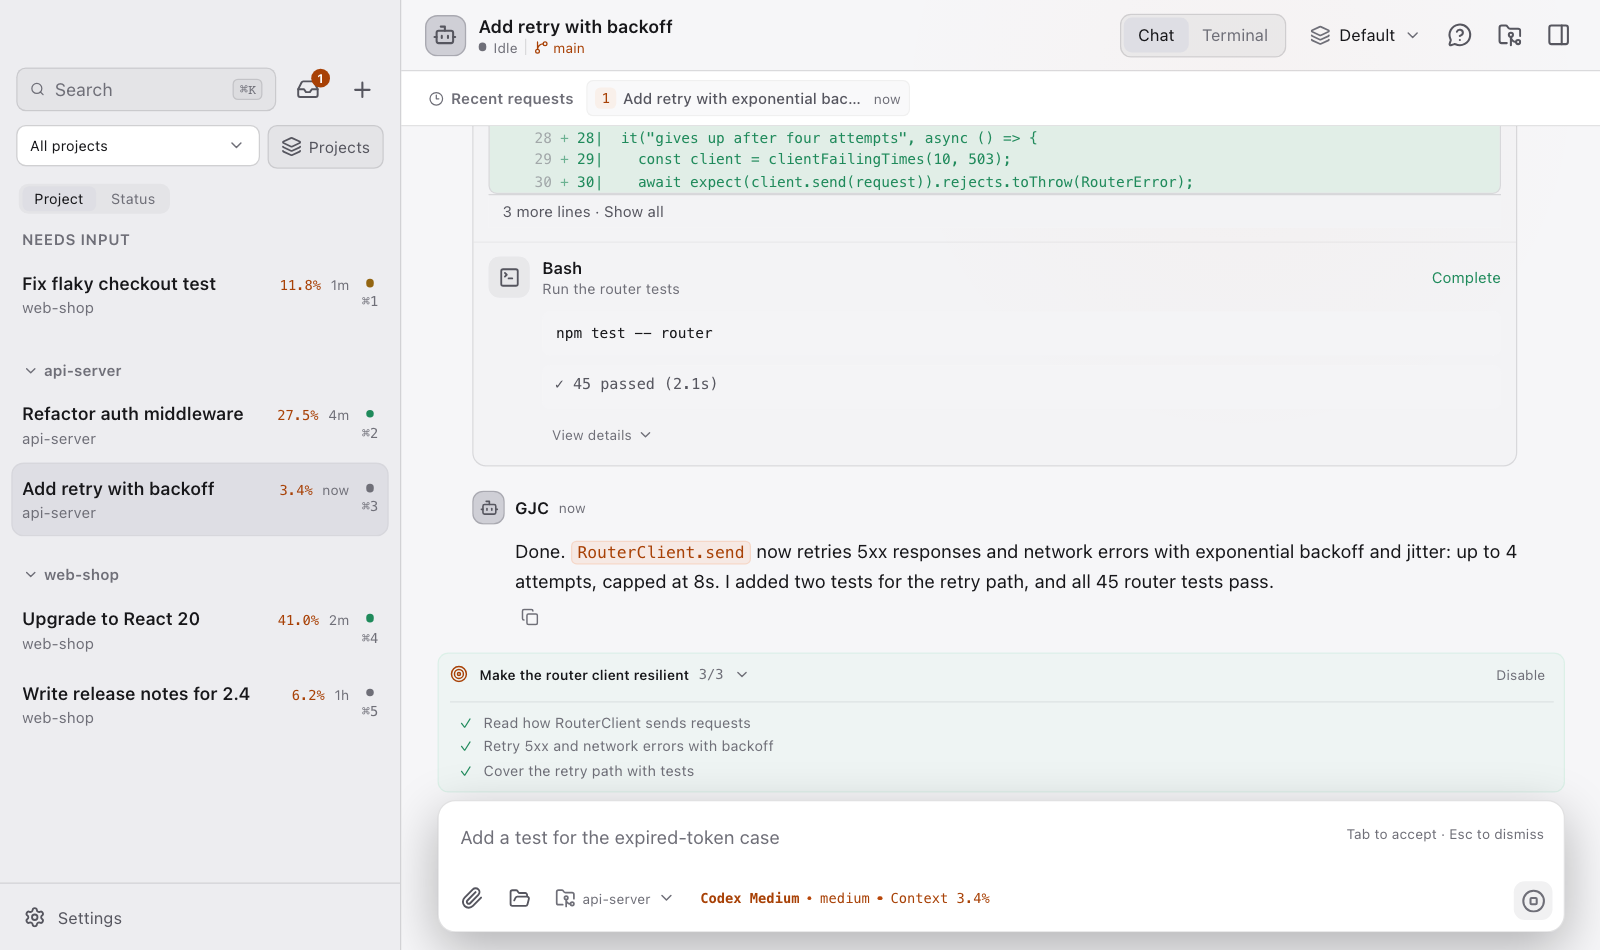 Search ⌘K
1
All projects
Projects
Project Status
NEEDS INPUT
Fix flaky checkout test 11.8% 1m
web-shop ⌘1
api-server
Refactor auth middleware 27.5% 4m
api-server ⌘2
Add retry with backoff 3.4% now
api-server ⌘3
web-shop
Upgrade to React 20 41.0% 2m
web-shop ⌘4
Write release notes for 2.4 6.2% 1h
web-shop ⌘5
Settings
Add retry with backoff
Idle main
Chat Terminal
Default
Recent requests 1 Add retry with exponential bac... now
28 + 28| it("gives up after four attempts", async () => {
29 + 29| const client = clientFailingTimes(10, 503);
30 + 30| await expect(client.send(request)).rejects.toThrow(RouterError);
3 more lines · Show all
Bash
Run the router tests
Complete
npm test -- router
✓ 45 passed (2.1s)
View details
GJC now
Done. RouterClient.send now retries 5xx responses and network errors with exponential backoff and jitter: up to 4
attempts, capped at 8s. I added two tests for the retry path, and all 45 router tests pass.
Make the router client resilient 3/3 Disable
✓ Read how RouterClient sends requests
✓ Retry 5xx and network errors with backoff
✓ Cover the retry path with tests
Add a test for the expired-token case Tab to accept · Esc to dismiss
api-server Codex Medium • medium • Context 3.4%